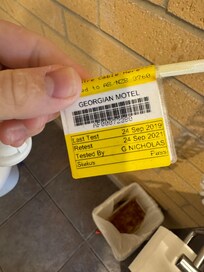 GEORGIAN MOTEL
Last Test 24 Sep 2019
Retest 24 Sep 2021
Tested By G NICHOLAS
Status Pass